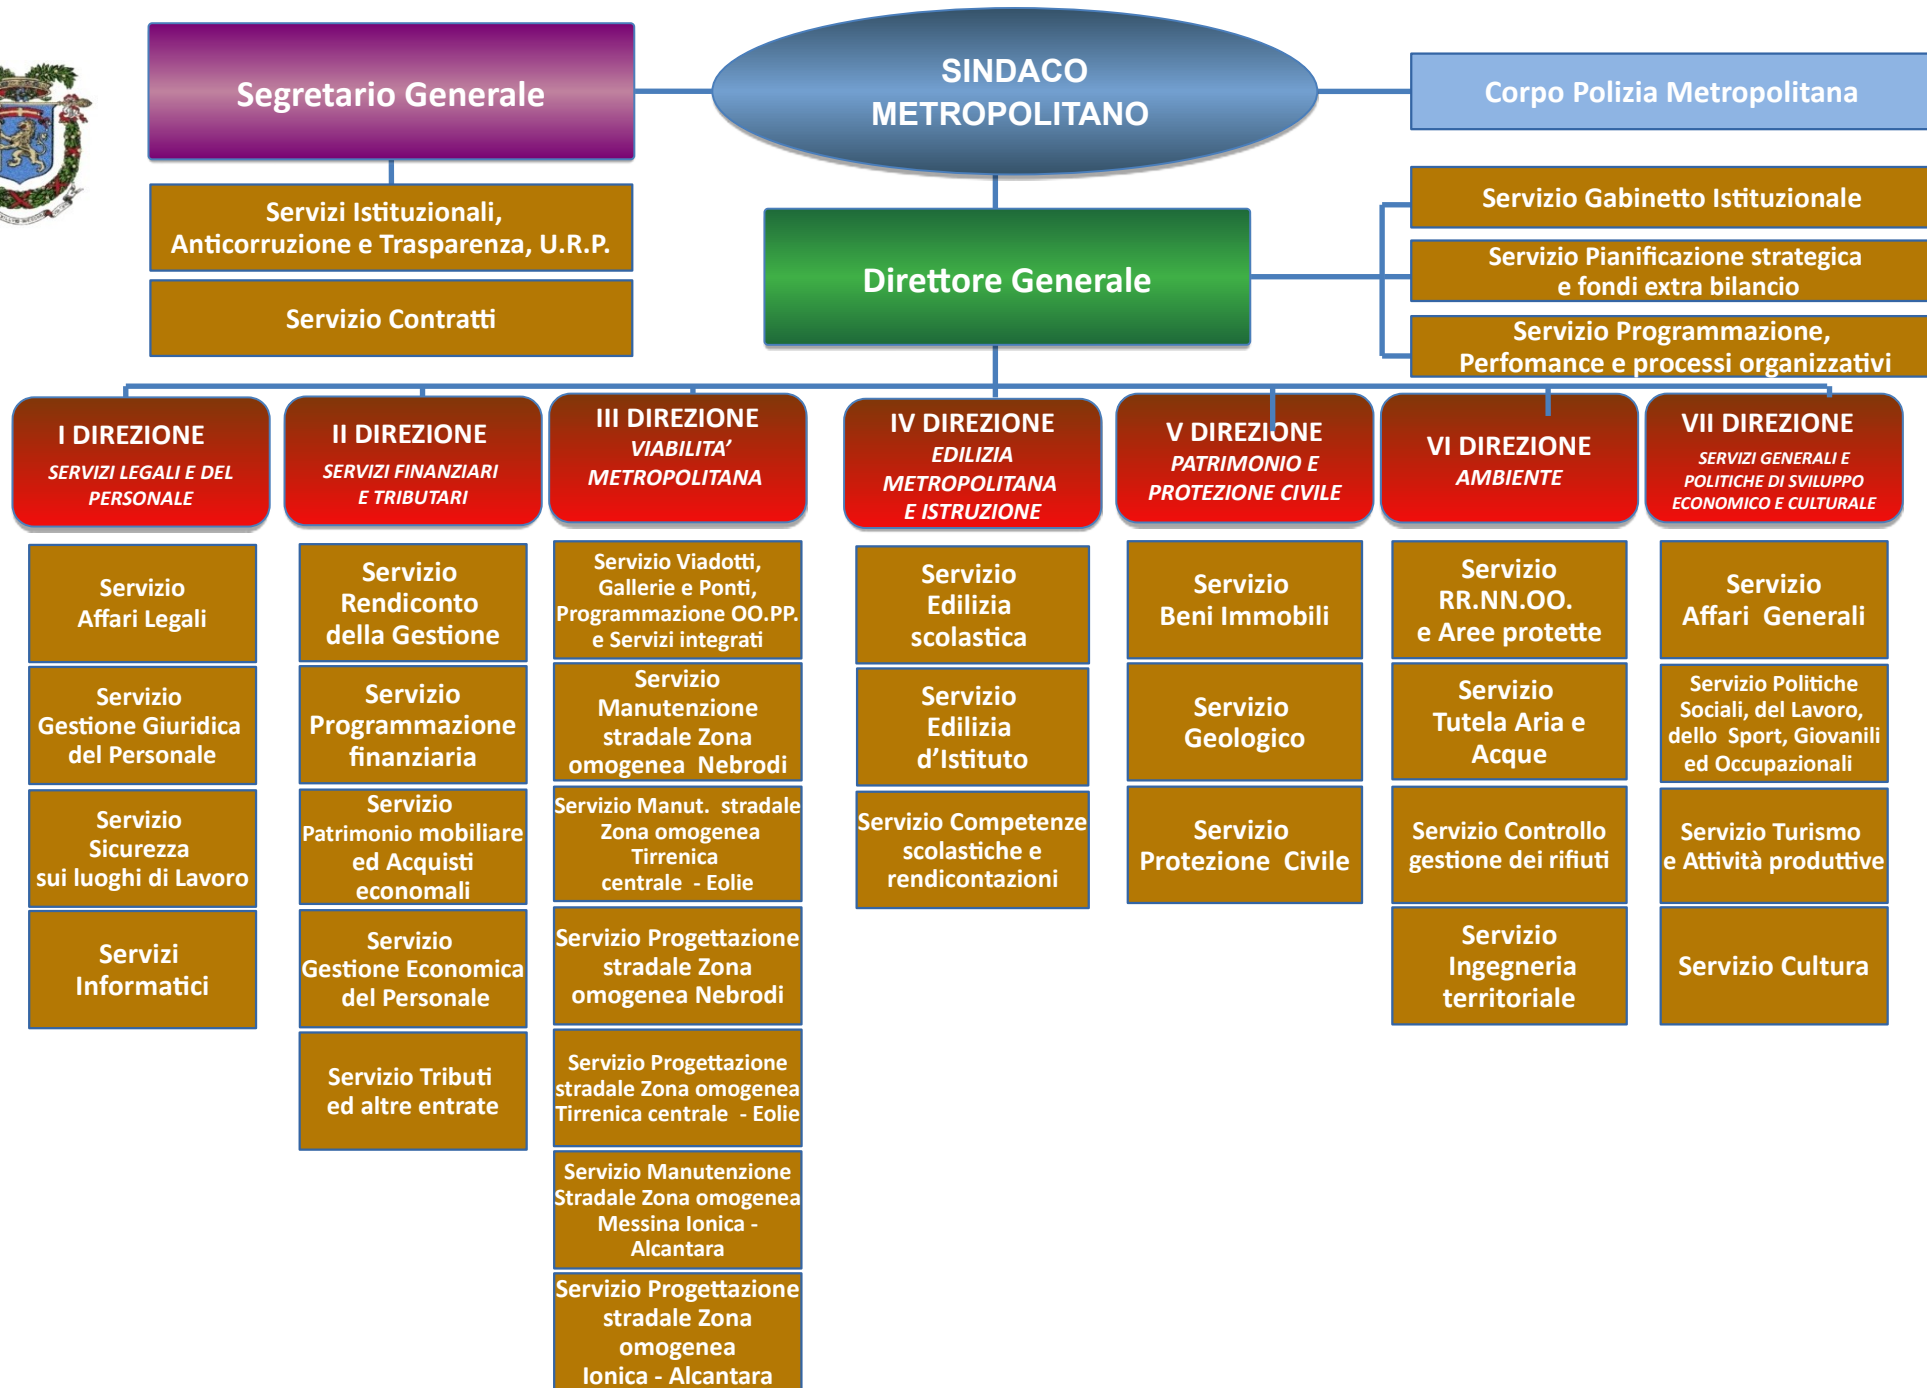 Segretario Generale
SINDACO
METROPOLITANO
Corpo Polizia Metropolitana
Servizi Istituzionali,
Anticorruzione e Trasparenza, U.R.P.
Servizio Contratti
Direttore Generale
Servizio Gabinetto Istituzionale
Servizio Pianificazione strategica
e fondi extra bilancio
Servizio Programmazione,
Perfomance e processi organizzativi
I DIREZIONE
SERVIZI LEGALI E DEL
PERSONALE
Servizio
Affari Legali
Servizio
Gestione Giuridica
del Personale
Servizio
Sicurezza
sui luoghi di Lavoro
Servizi
Informatici
II DIREZIONE
SERVIZI FINANZIARI
E TRIBUTARI
Servizio
Rendiconto
della Gestione
Servizio
Programmazione
finanziaria
Servizio
Patrimonio mobiliare
ed Acquisti
economali
Servizio
Gestione Economica
del Personale
Servizio Tributi
ed altre entrate
III DIREZIONE
VIABILITA’
METROPOLITANA
Servizio Viadotti,
Gallerie e Ponti,
Programmazione OO.PP.
e Servizi integrati
Servizio
Manutenzione
stradale Zona
omogenea Nebrodi
Servizio Manut. stradale
Zona omogenea
Tirrenica
centrale - Eolie
Servizio Progettazione
stradale Zona
omogenea Nebrodi
Servizio Progettazione
stradale Zona omogenea
Tirrenica centrale - Eolie
Servizio Manutenzione
Stradale Zona omogenea
Messina Ionica -
Alcantara
Servizio Progettazione
stradale Zona
omogenea
Ionica - Alcantara
IV DIREZIONE
EDILIZIA
METROPOLITANA
E ISTRUZIONE
Servizio
Edilizia
scolastica
Servizio
Edilizia
d’Istituto
Servizio Competenze
scolastiche e
rendicontazioni
V DIREZIONE
PATRIMONIO E
PROTEZIONE CIVILE
Servizio
Beni Immobili
Servizio
Geologico
Servizio
Protezione Civile
VI DIREZIONE
AMBIENTE
Servizio
RR.NN.OO.
e Aree protette
Servizio
Tutela Aria e
Acque
Servizio Controllo
gestione dei rifiuti
Servizio
Ingegneria
territoriale
VII DIREZIONE
SERVIZI GENERALI E
POLITICHE DI SVILUPPO
ECONOMICO E CULTURALE
Servizio
Affari Generali
Servizio Politiche
Sociali, del Lavoro,
dello Sport, Giovanili
ed Occupazionali
Servizio Turismo
e Attività produttive
Servizio Cultura